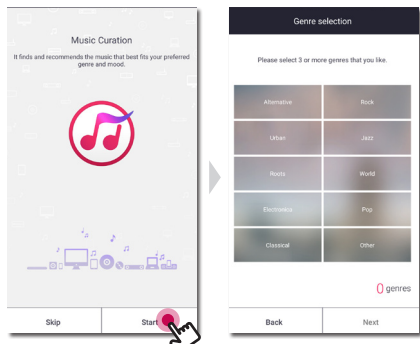 Music Curation
It finds and recommends the music that best fits your preferred
genre and mood.
Skip
Start
Genre selection
Please select 3 or more genres that you like.
Alternative
Rock
Urban
Jazz
Roots
World
Electronica
Pop
Classical
Other
0 genres
Back
Next